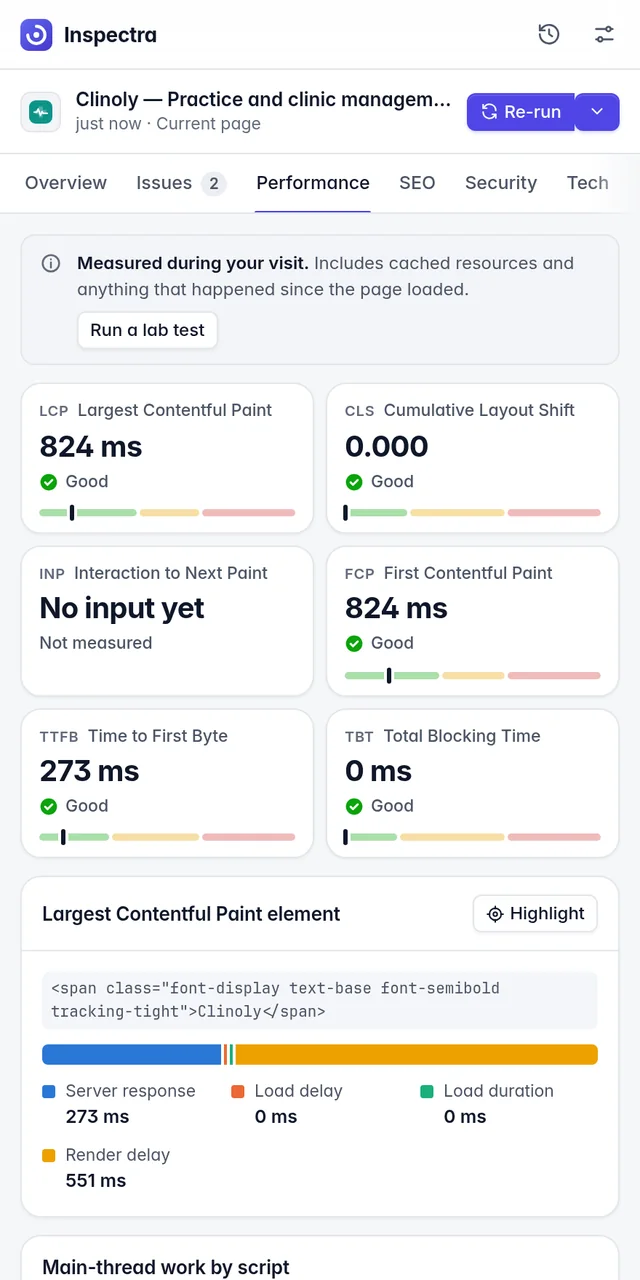 Inspectra
Clinoly — Practice and clinic managem...
just now · Current page
Re-run
Overview
Issues 2
Performance
SEO
Security
Tech
Measured during your visit. Includes cached resources and
anything that happened since the page loaded.
Run a lab test
LCP Largest Contentful Paint
824 ms
Good
CLS Cumulative Layout Shift
0.000
Good
INP Interaction to Next Paint
No input yet
Not measured
FCP First Contentful Paint
824 ms
Good
TTFB Time to First Byte
273 ms
Good
TBT Total Blocking Time
0 ms
Good
Largest Contentful Paint element
Highlight
<span class="font-display text-base font-semibold
tracking-tight">Clinoly</span>
Server response
273 ms
Load delay
0 ms
Load duration
0 ms
Render delay
551 ms
Main-thread work by script